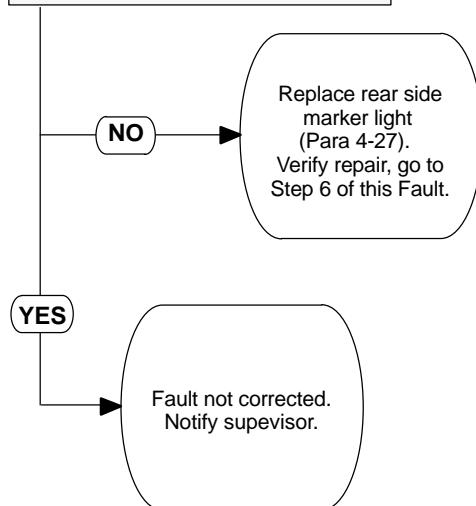 NO
Replace rear side
marker light
(Para 4-27).
Verify repair, go to
Step 6 of this Fault.
YES
Fault not corrected.
Notify supevisor.